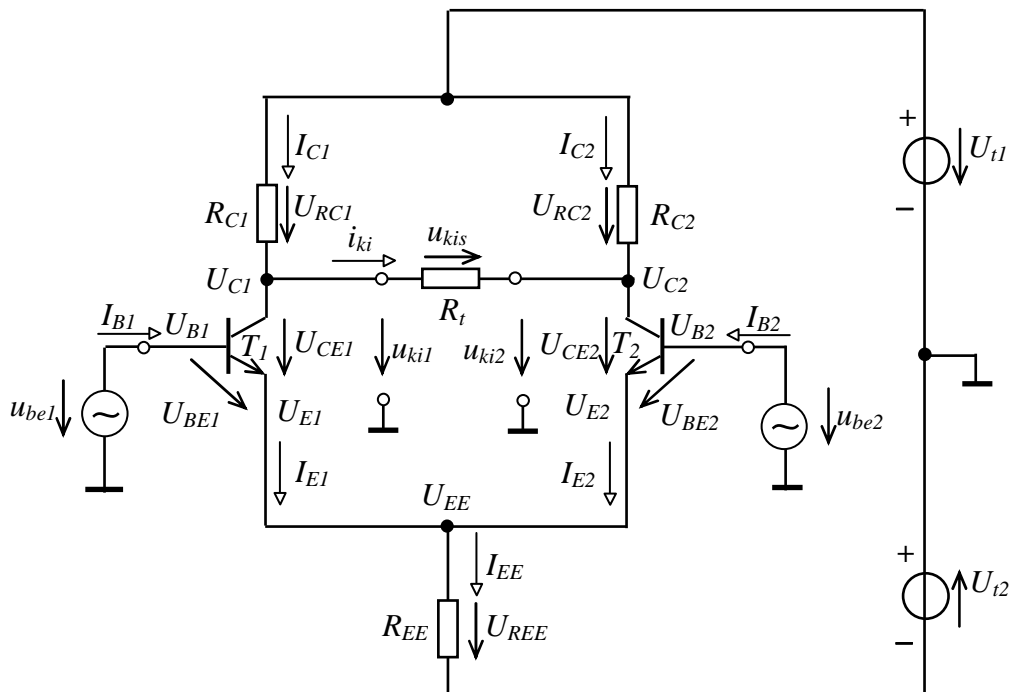 +
I_C1 I_C2 U_t1
R_C1 U_RC1 U_RC2 R_C2 −
i_ki u_kis
U_C1 U_C2
R_t
I_B1 U_B1 U_B2 I_B2
T_1 U_CE1 u_ki1 u_ki2 U_CE2 T_2
u_be1 U_BE1 U_E1 U_E2 U_BE2 u_be2
I_E1 I_E2
U_EE
+
I_EE U_t2
R_EE U_REE −